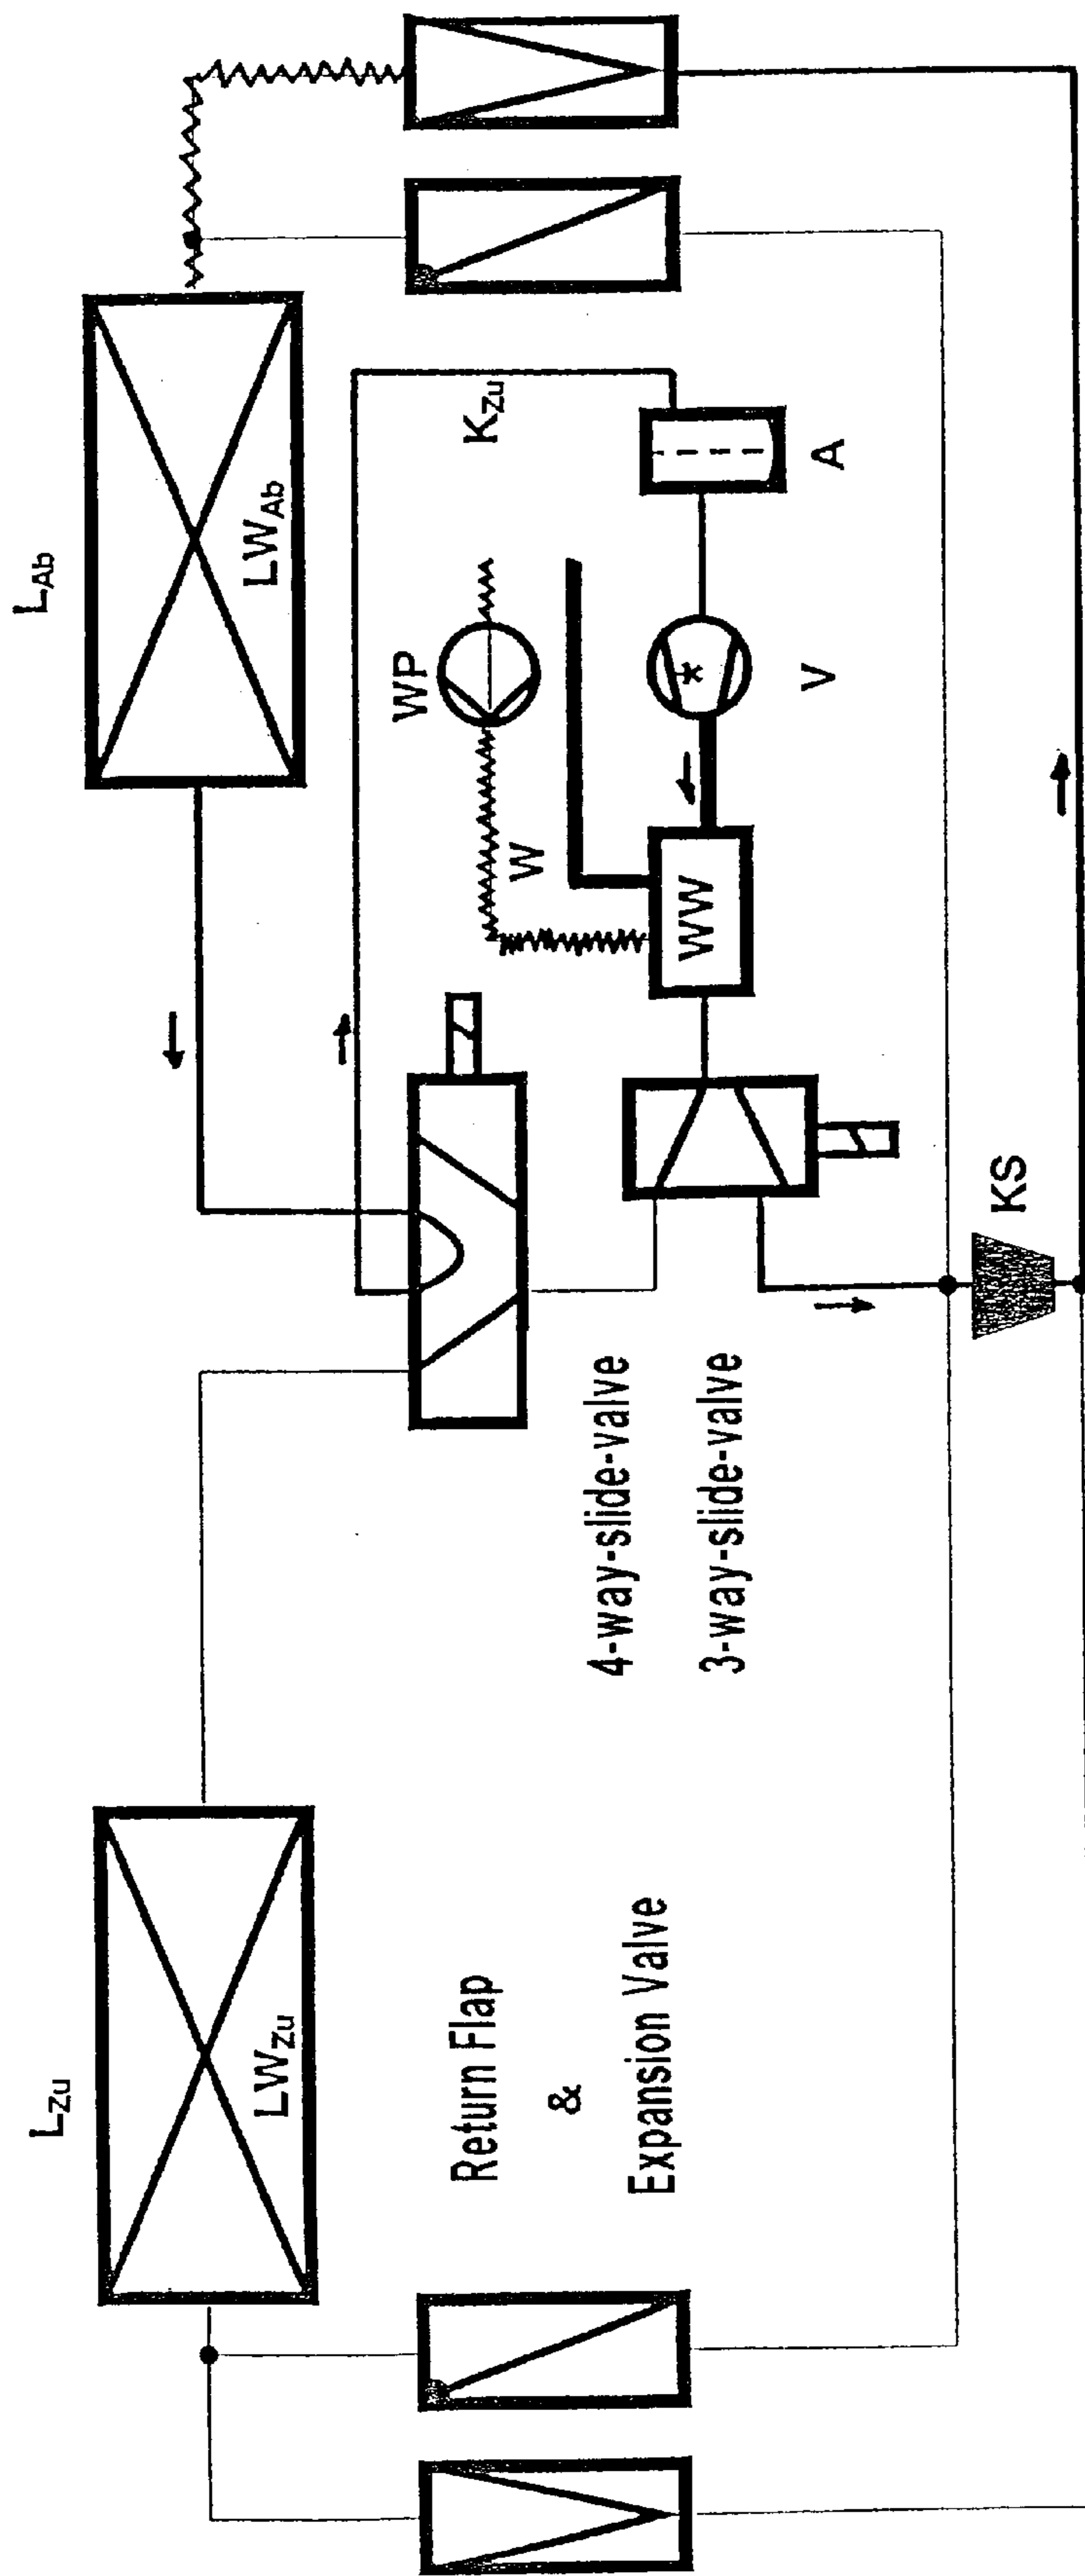 L_Zu
L_Ab
LW_Zu
LW_Ab
Return Flap
&
Expansion Valve
4-way-slide-valve
3-way-slide-valve
WP
W
K_Zu
WW
V
A
KS